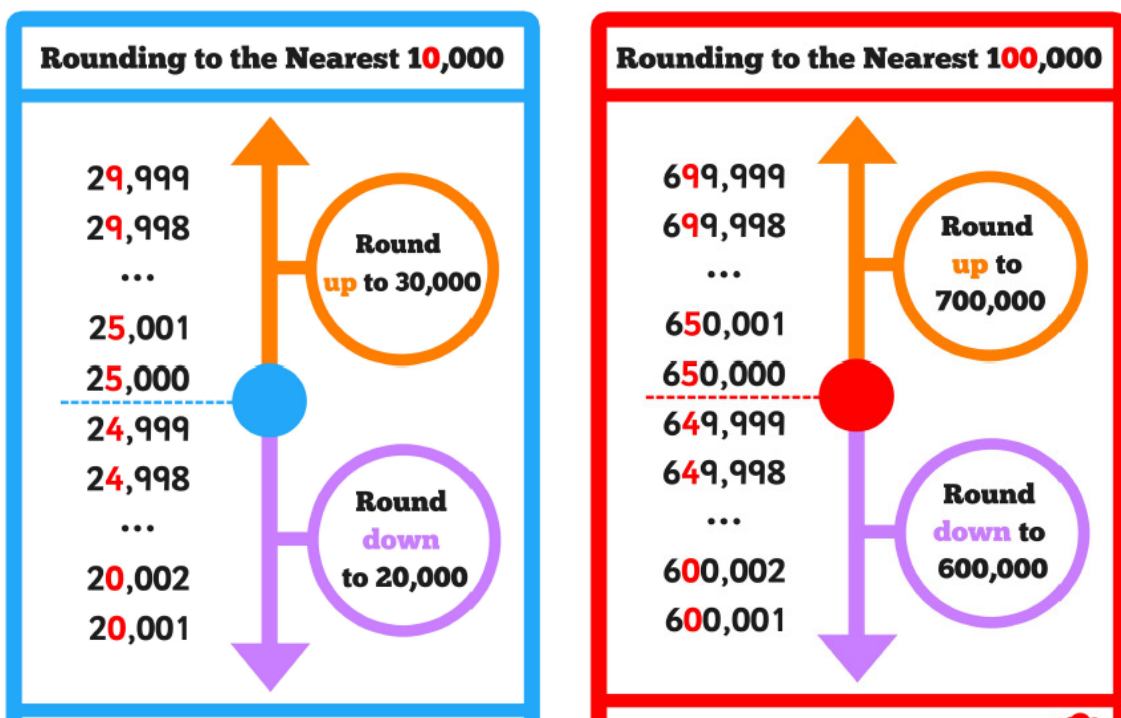 Rounding to the Nearest 10,000
29,999
29,998
...
25,001
25,000
24,999
24,998
...
20,002
20,001
Round
up to 30,000
Round
down
to 20,000
Rounding to the Nearest 100,000
699,999
699,998
...
650,001
650,000
649,999
649,998
...
600,002
600,001
Round
up to
700,000
Round
down to
600,000